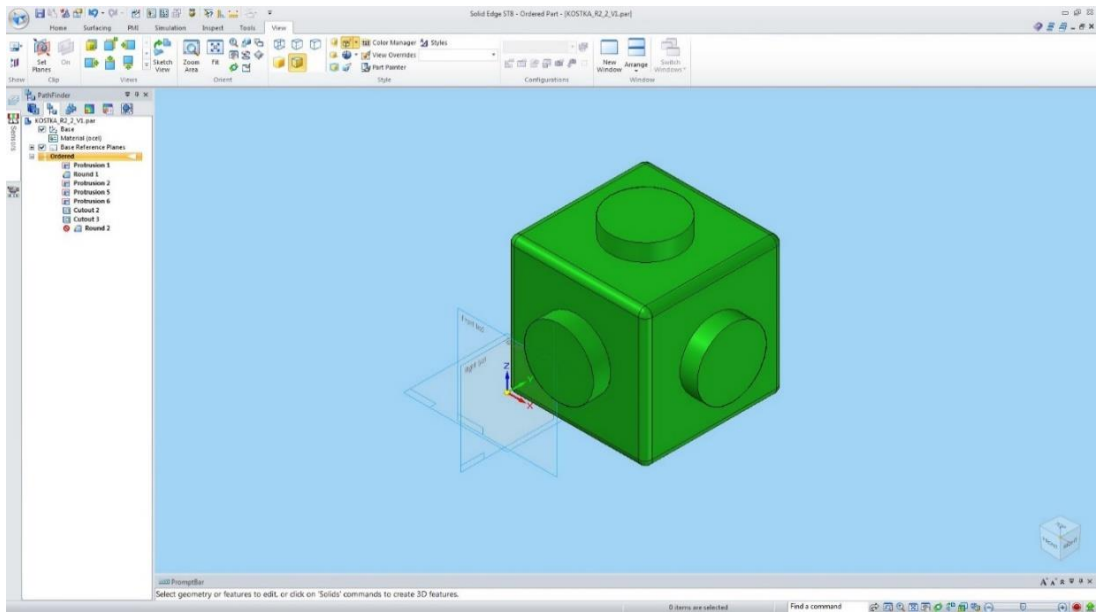 Solid Edge ST8 - Ordered Part - [KOSTKA_R2_2_V1.par]
Home Surfacing PMI Simulation Inspect Tools View
Set Planes
On
Sketch View
Zoom Area
Fit
Color Manager Styles
View Overrides
Part Painter
New Window
Arrange
Switch Windows
Show Clip Views Orient Style Configurations Window
PathFinder
Sensors
KOSTKA_R2_2_V1.par
Base
Material (ocel)
Base Reference Planes
Ordered
Protrusion 1
Round 1
Protrusion 2
Protrusion 5
Protrusion 6
Cutout 2
Cutout 3
Round 2
Z
Y
X
PromptBar
Select geometry or features to edit, or click on 'Solids' commands to create 3D features.
0 items are selected
Find a command